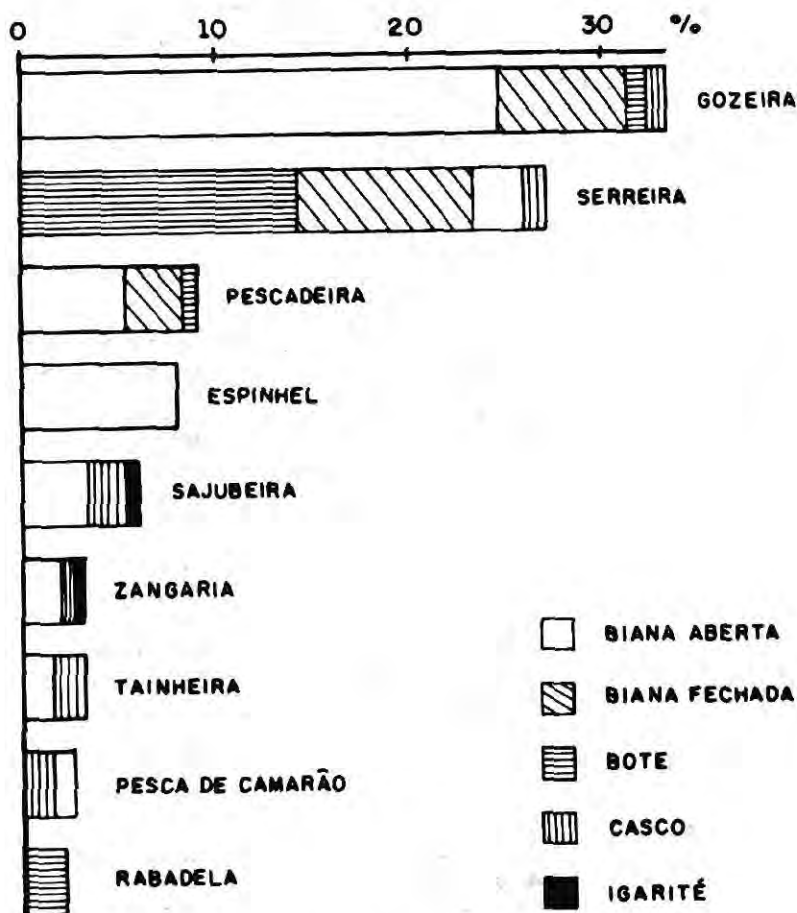 0 10 20 30 %
GOZEIRA
SERREIRA
PESCADEIRA
ESPINHEL
SAJUBEIRA
ZANGARIA
TAINHEIRA
PESCA DE CAMARÃO
RABADELA
BIANA ABERTA
BIANA FECHADA
BOTE
CASCO
IGARITÉ